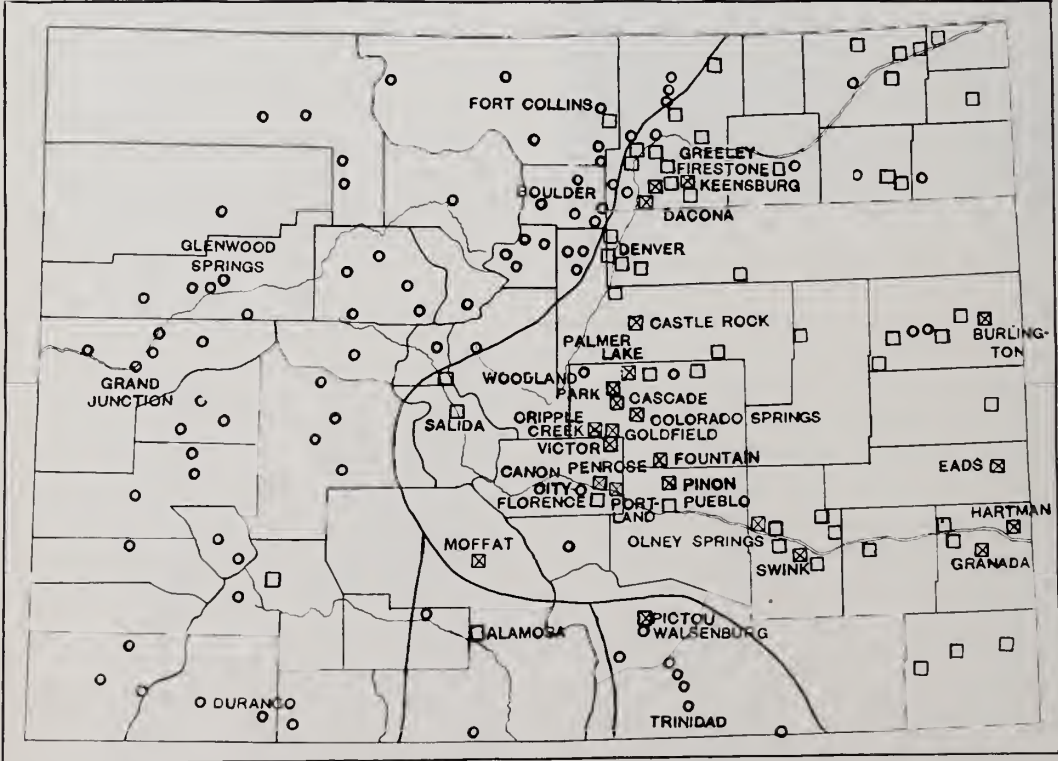 FORT COLLINS
GREELEY
FIRESTONE
KEENSBURG
BOULDER
DACONA
GLENWOOD
SPRINGS
DENVER
CASTLE ROCK
PALMER
LAKE
BURLING-
TON
GRAND
JUNCTION
WOODLAND
PARK
CASCADE
SALIDA
COLORADO SPRINGS
CRIPPLE
CREEK
GOLDFIELD
VICTOR
FOUNTAIN
CANON
CITY
PENROSE
EADS
PINON
FLORENCE
PORT-
LAND
PUEBLO
HARTMAN
OLNEY SPRINGS
MOFFAT
SWINK
GRANADA
PICTOU
WALSENBURG
ALAMOSA
DURANGO
TRINIDAD